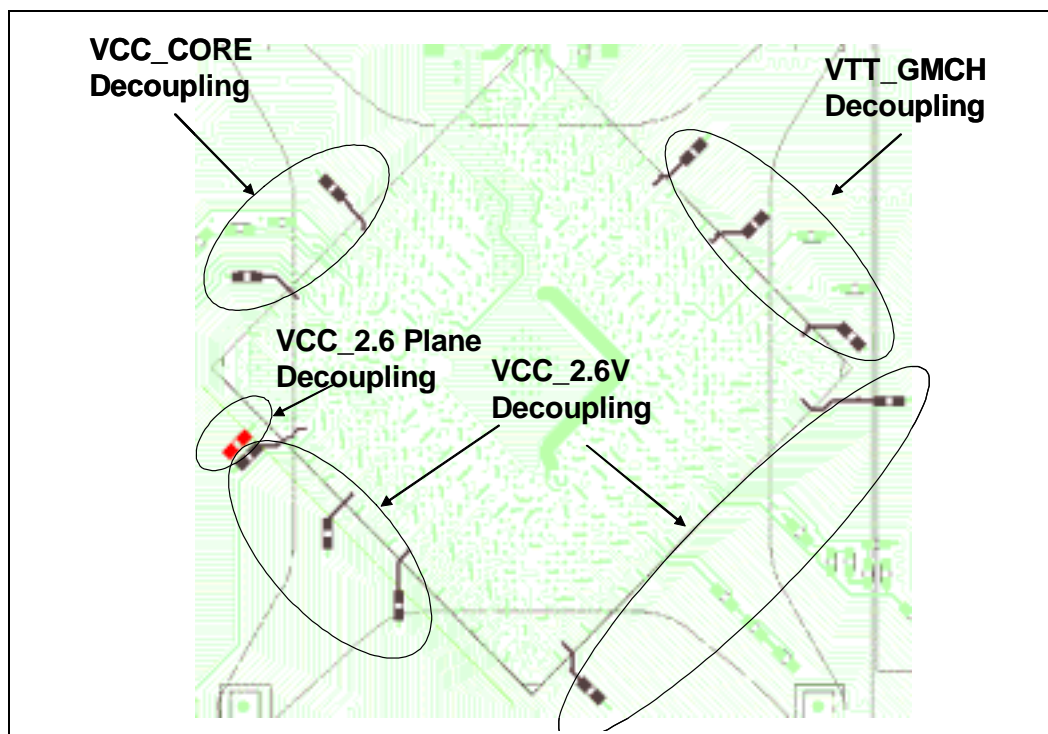 VCC_CORE
Decoupling
VTT_GMCH
Decoupling
VCC_2.6 Plane
Decoupling
VCC_2.6V
Decoupling